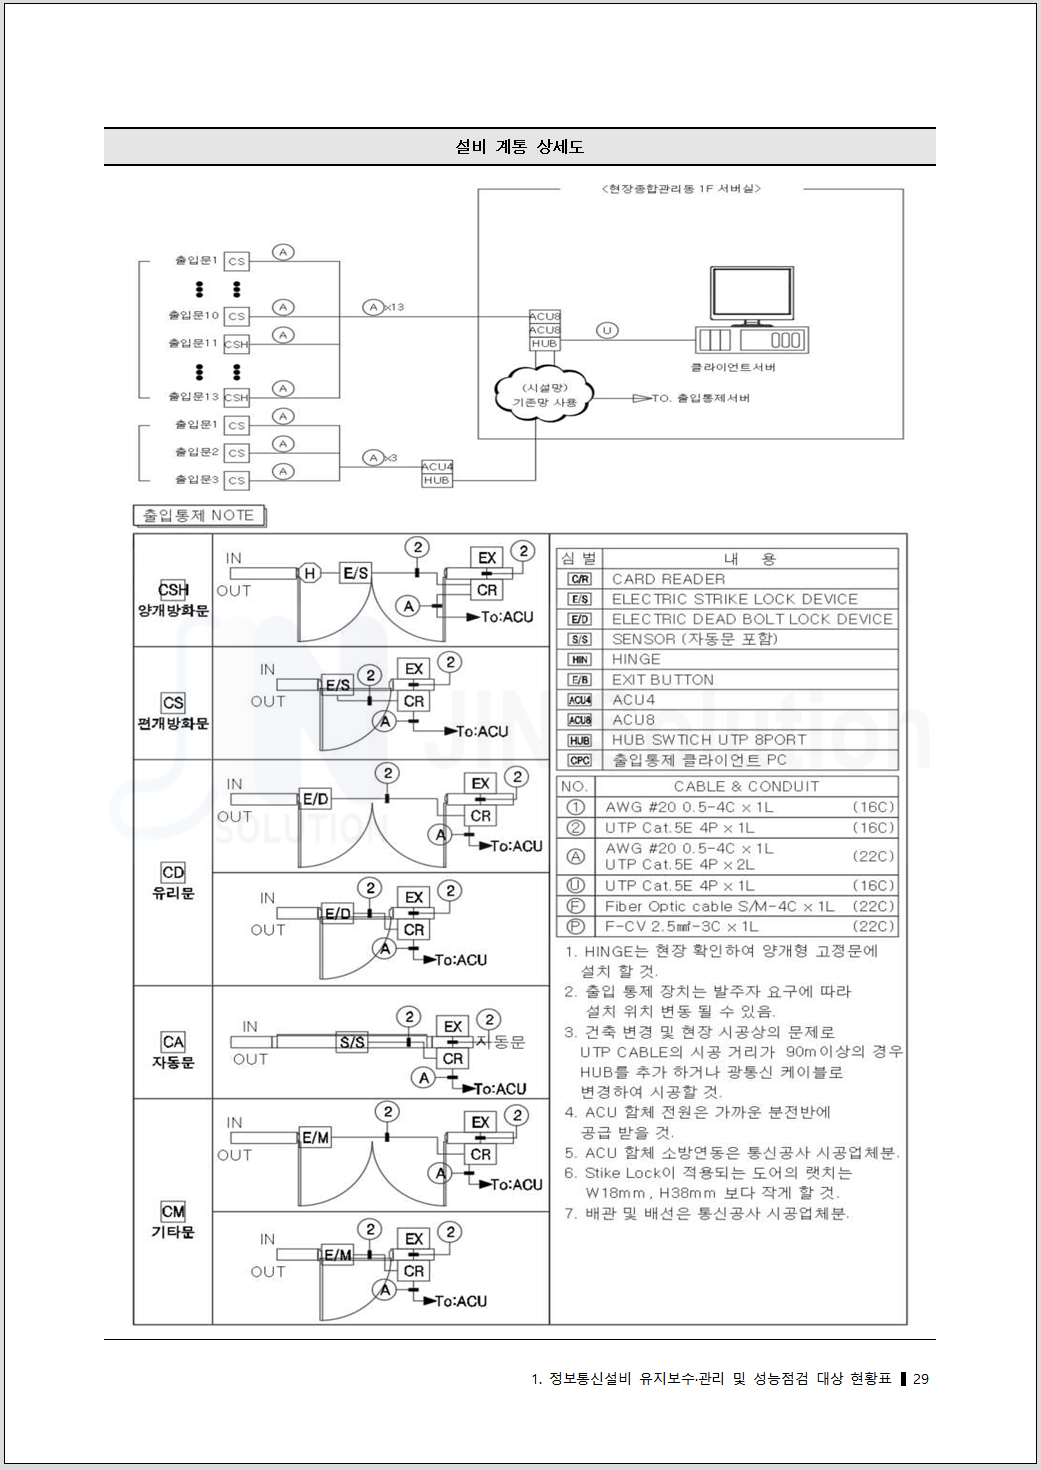 설비 계통 상세도
<현장종합관리동 1F 서버실>
출입문1 CS A
출입문10 CS A
A x13
ACU8
ACU8
HUB
U
출입문11 CSH A
클라이언트서버
출입문13 CSH A
(시설망)
기존망 사용
TO. 출입통제서버
출입문1 CS A
출입문2 CS A
A x3
ACU4
HUB
출입문3 CS A
출입통제 NOTE
CSH
양개방화문
IN
OUT
H E/S 2 EX 2
CR
A
To:ACU
CS
편개방화문
IN
OUT
E/S 2 EX 2
CR
A
To:ACU
CD
유리문
IN
OUT
E/D 2 EX 2
CR
A
To:ACU
IN
OUT
E/D 2 EX 2
CR
A
To:ACU
CA
자동문
IN
OUT
S/S 2 EX 2
자동문
CR
A
To:ACU
CM
기타문
IN
OUT
E/M 2 EX 2
CR
A
To:ACU
IN
OUT
E/M 2 EX 2
CR
A
To:ACU
심 벌 내 용
C/R CARD READER
E/S ELECTRIC STRIKE LOCK DEVICE
E/D ELECTRIC DEAD BOLT LOCK DEVICE
S/S SENSOR (자동문 포함)
HIN HINGE
E/B EXIT BUTTON
ACU4 ACU4
ACU8 ACU8
HUB HUB SWTICH UTP 8PORT
CPC 출입통제 클라이언트 PC
NO. CABLE & CONDUIT
① AWG #20 0.5-4C × 1L (16C)
② UTP Cat.5E 4P × 1L (16C)
Ⓐ AWG #20 0.5-4C × 1L
UTP Cat.5E 4P × 2L (22C)
Ⓤ UTP Cat.5E 4P × 1L (16C)
Ⓕ Fiber Optic cable S/M-4C × 1L (22C)
Ⓟ F-CV 2.5㎟-3C × 1L (22C)
1. HINGE는 현장 확인하여 양개형 고정문에
설치 할 것.
2. 출입 통제 장치는 발주자 요구에 따라
설치 위치 변동 될 수 있음.
3. 건축 변경 및 현장 시공상의 문제로
UTP CABLE의 시공 거리가 90m이상의 경우
HUB를 추가 하거나 광통신 케이블로
변경하여 시공할 것.
4. ACU 함체 전원은 가까운 분전반에
공급 받을 것.
5. ACU 함체 소방연동은 통신공사 시공업체분.
6. Stike Lock이 적용되는 도어의 랫치는
W18mm , H38mm 보다 작게 할 것.
7. 배관 및 배선은 통신공사 시공업체분.
JIN solution
SOLUTION
1. 정보통신설비 유지보수·관리 및 성능점검 대상 현황표 ▌29